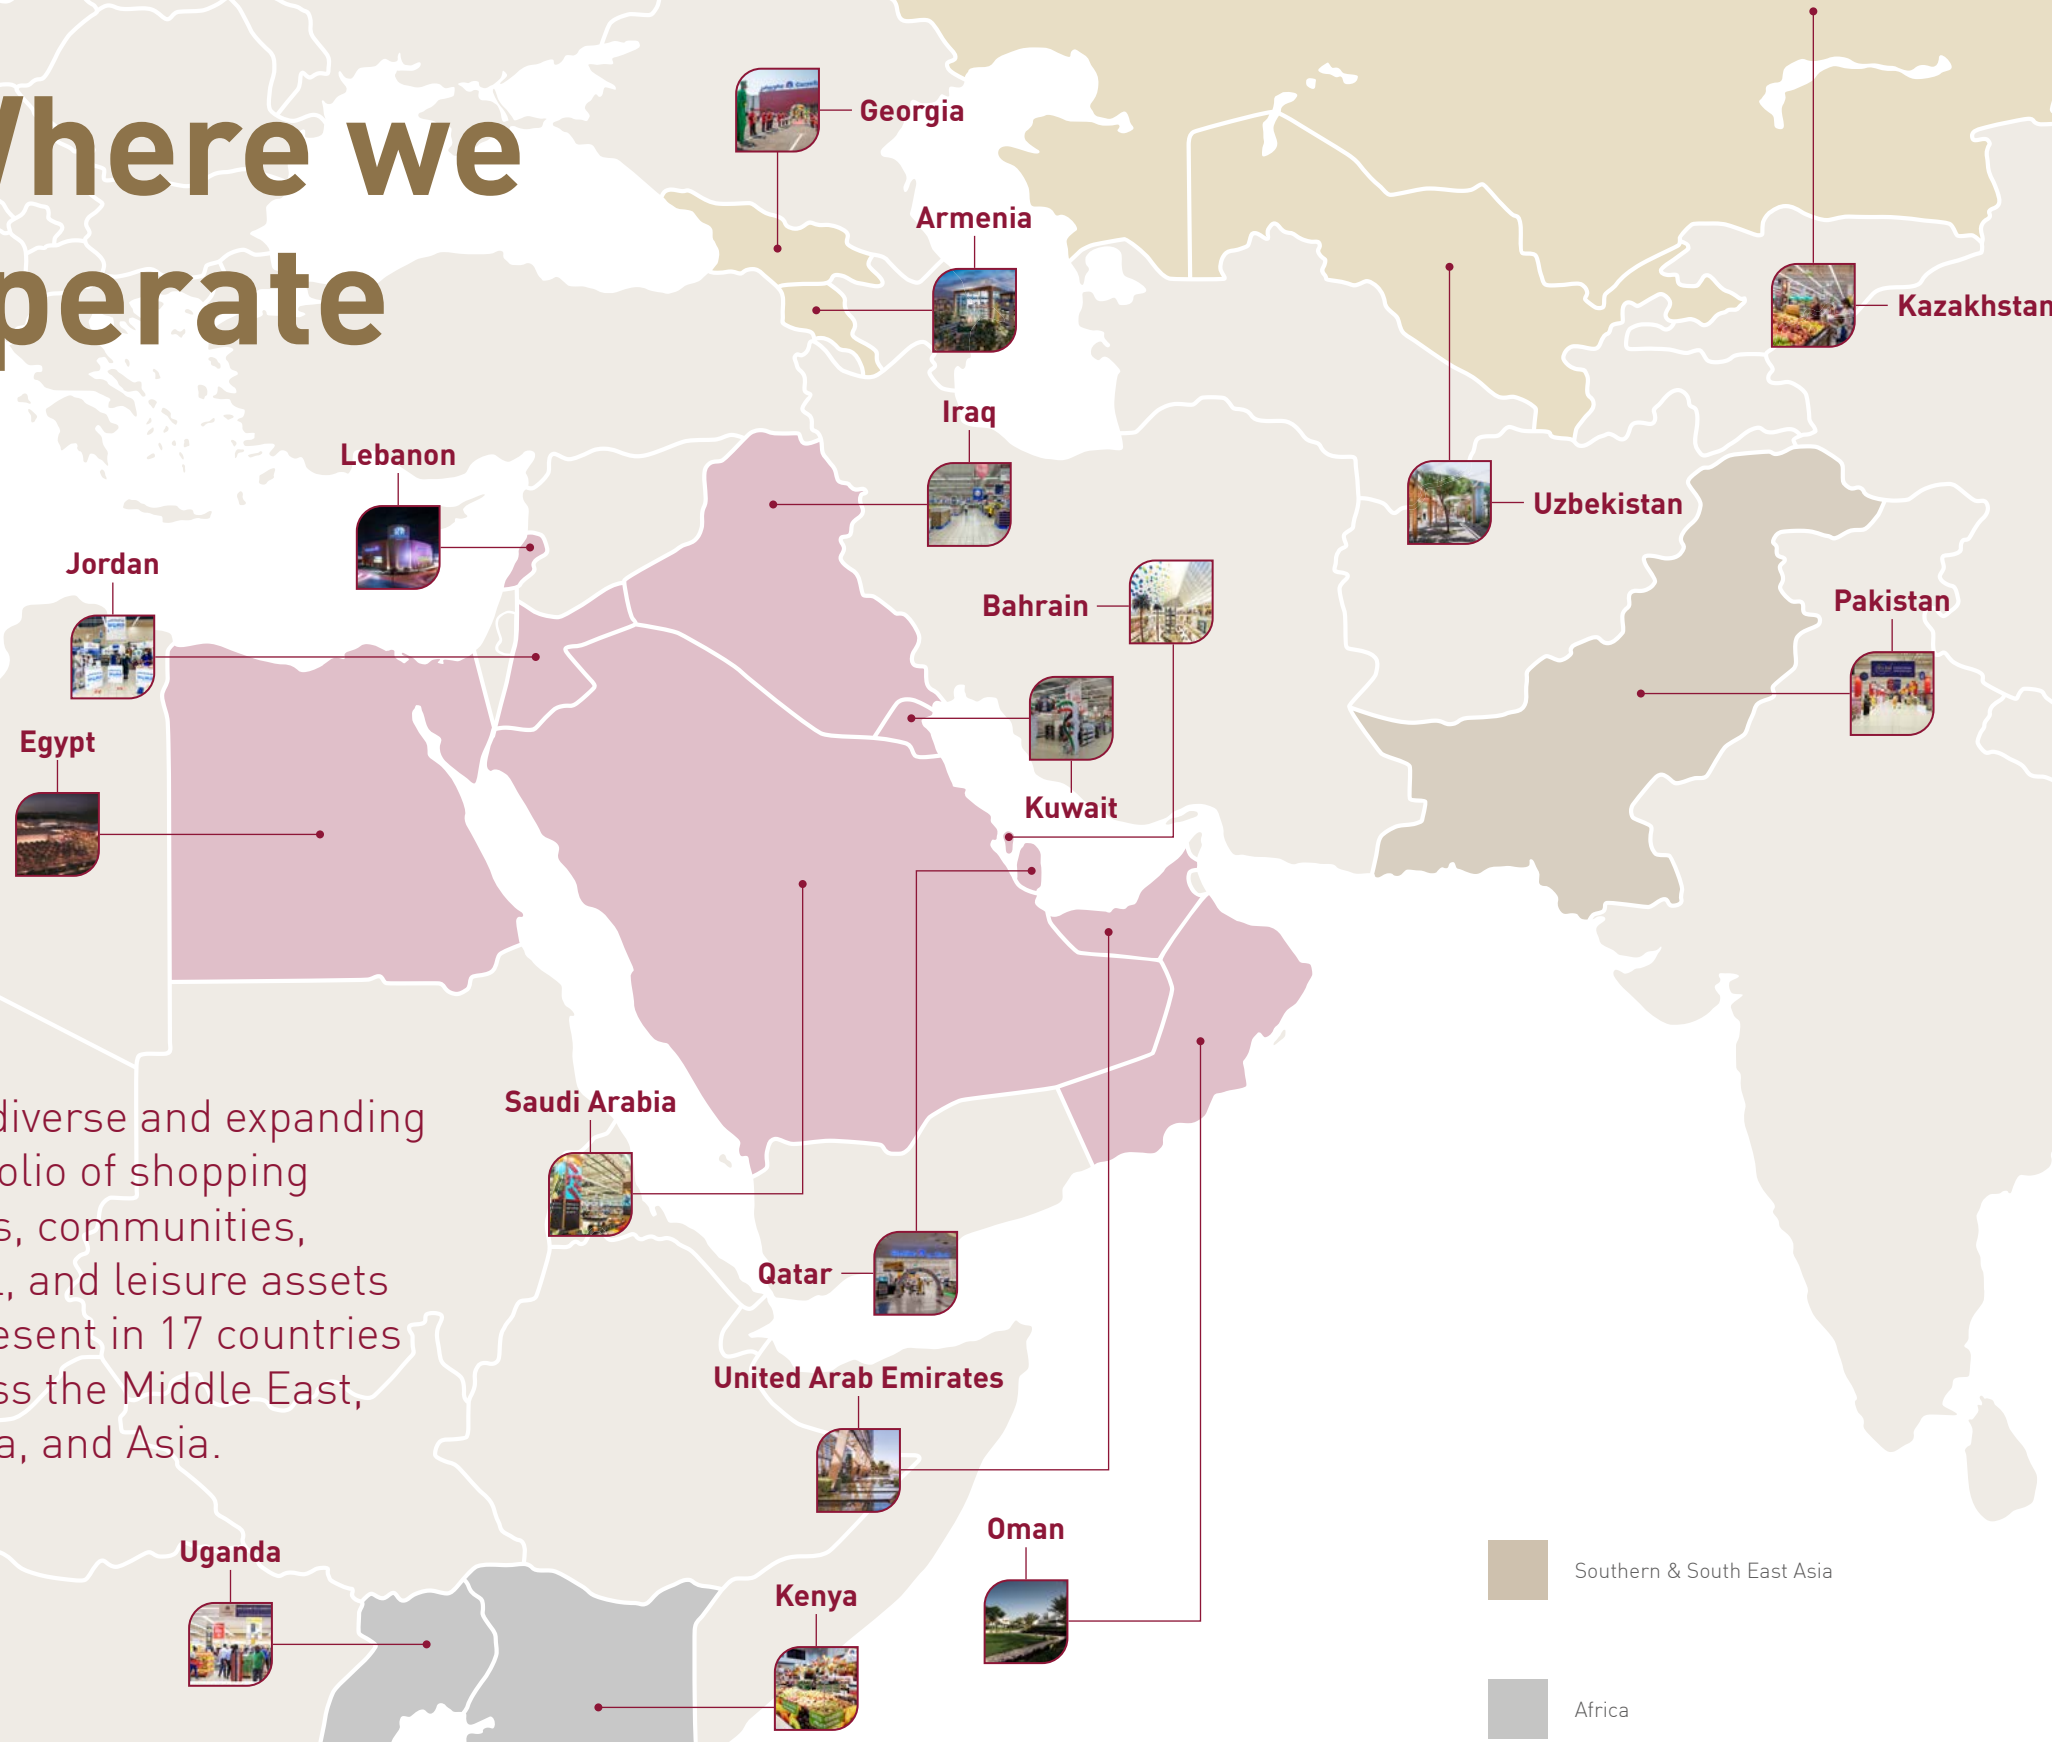 Where we
perate
Georgia
Armenia
Kazakhstan
Iraq
Lebanon
Uzbekistan
Jordan
Bahrain
Pakistan
Egypt
Kuwait
diverse and expanding
olio of shopping
s, communities,
, and leisure assets
esent in 17 countries
ss the Middle East,
a, and Asia.
Saudi Arabia
Qatar
United Arab Emirates
Oman
Uganda
Kenya
Southern & South East Asia
Africa